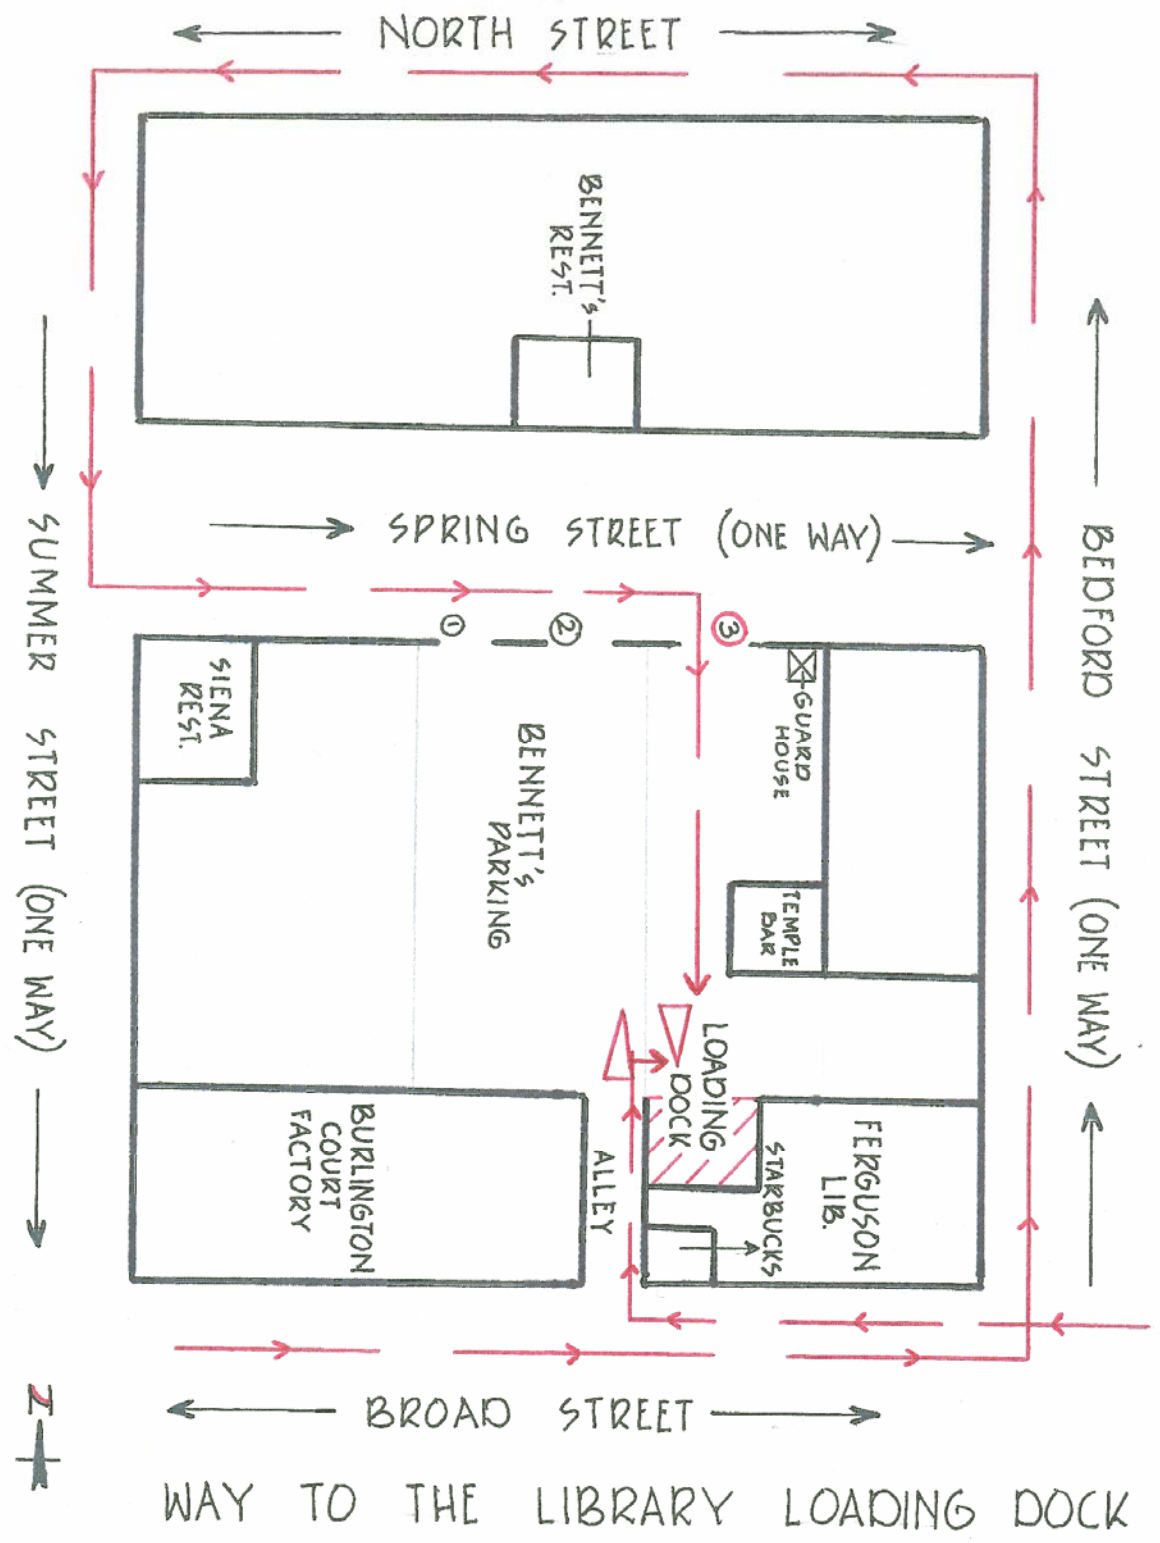 NORTH STREET
BENNETT's
REST.
SPRING STREET (ONE WAY)
SUMMER STREET (ONE WAY)
BEDFORD STREET (ONE WAY)
1
2
3
SIENA
REST.
GUARD
HOUSE
BENNETT's
PARKING
TEMPLE
BAR
LOADING
DOCK
BURLINGTON
COURT
FACTORY
ALLEY
STARBUCKS
FERGUSON
LIB.
BROAD STREET
N
WAY TO THE LIBRARY LOADING DOCK